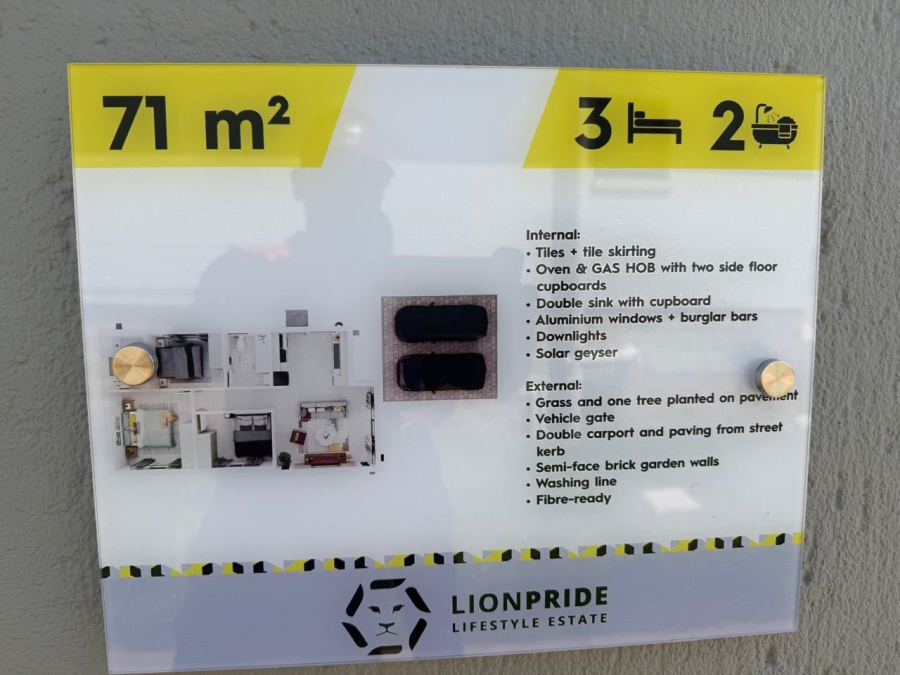 71 m²
3 2
Internal:
• Tiles + tile skirting
• Oven & GAS HOB with two side floor
cupboards
• Double sink with cupboard
• Aluminium windows + burglar bars
• Downlights
• Solar geyser
External:
• Grass and one tree planted on pavement
• Vehicle gate
• Double carport and paving from street
kerb
• Semi-face brick garden walls
• Washing line
• Fibre-ready
LIONPRIDE
LIFESTYLE ESTATE